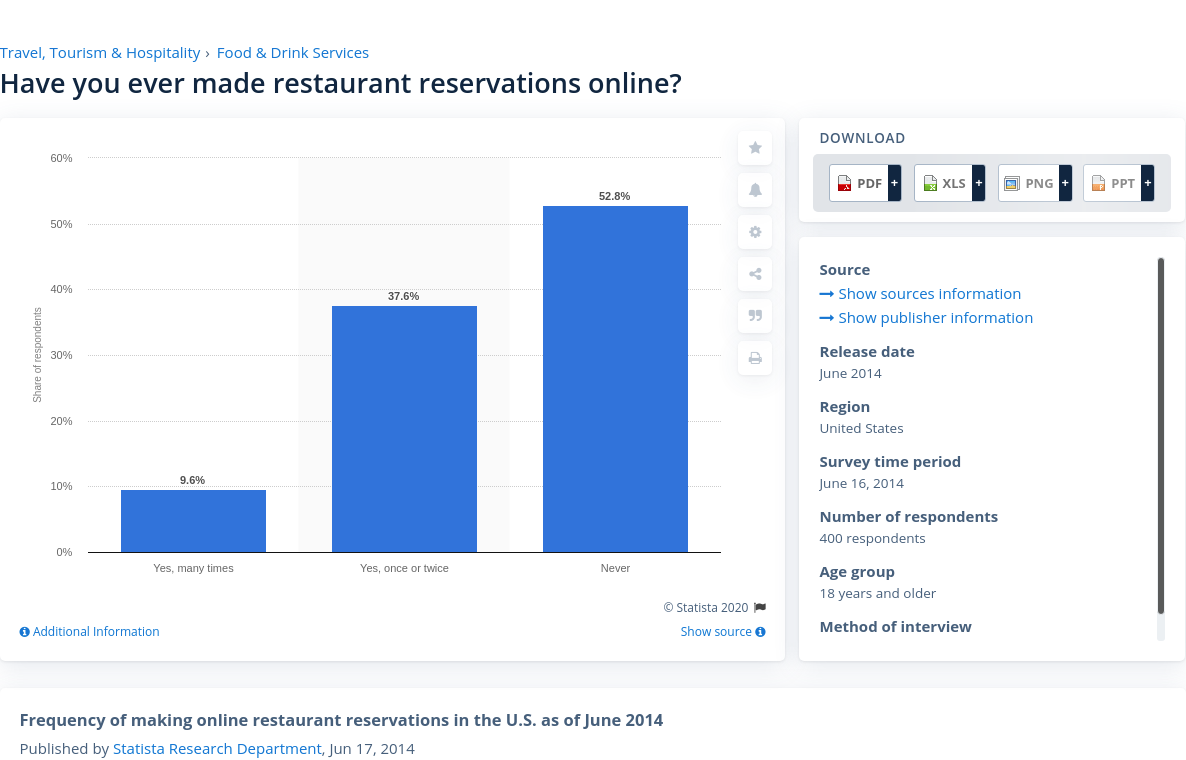 Travel, Tourism & Hospitality › Food & Drink Services
Have you ever made restaurant reservations online?
60%
50%
40%
30%
20%
10%
0%
Share of respondents
9.6%
37.6%
52.8%
Yes, many times
Yes, once or twice
Never
© Statista 2020
Additional Information
Show source
DOWNLOAD
PDF +
XLS +
PNG +
PPT +
Source
Show sources information
Show publisher information
Release date
June 2014
Region
United States
Survey time period
June 16, 2014
Number of respondents
400 respondents
Age group
18 years and older
Method of interview
Frequency of making online restaurant reservations in the U.S. as of June 2014
Published by Statista Research Department, Jun 17, 2014